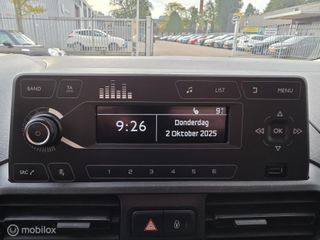 BAND
TA
LIST
MENU
9:26
9°
Donderdag
2 Oktober 2025
OK
SRC
1 2 3 4 5 6
mobilox